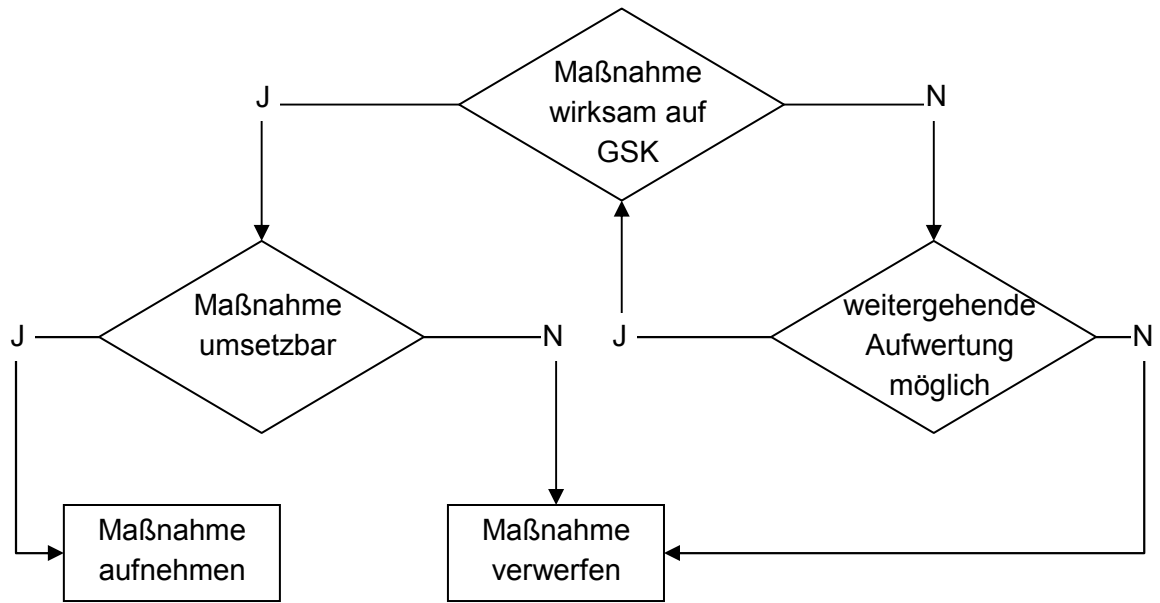 Maßnahme
wirksam auf
GSK
J
N
Maßnahme
umsetzbar
J
N
weitergehende
Aufwertung
möglich
J
N
Maßnahme
aufnehmen
Maßnahme
verwerfen